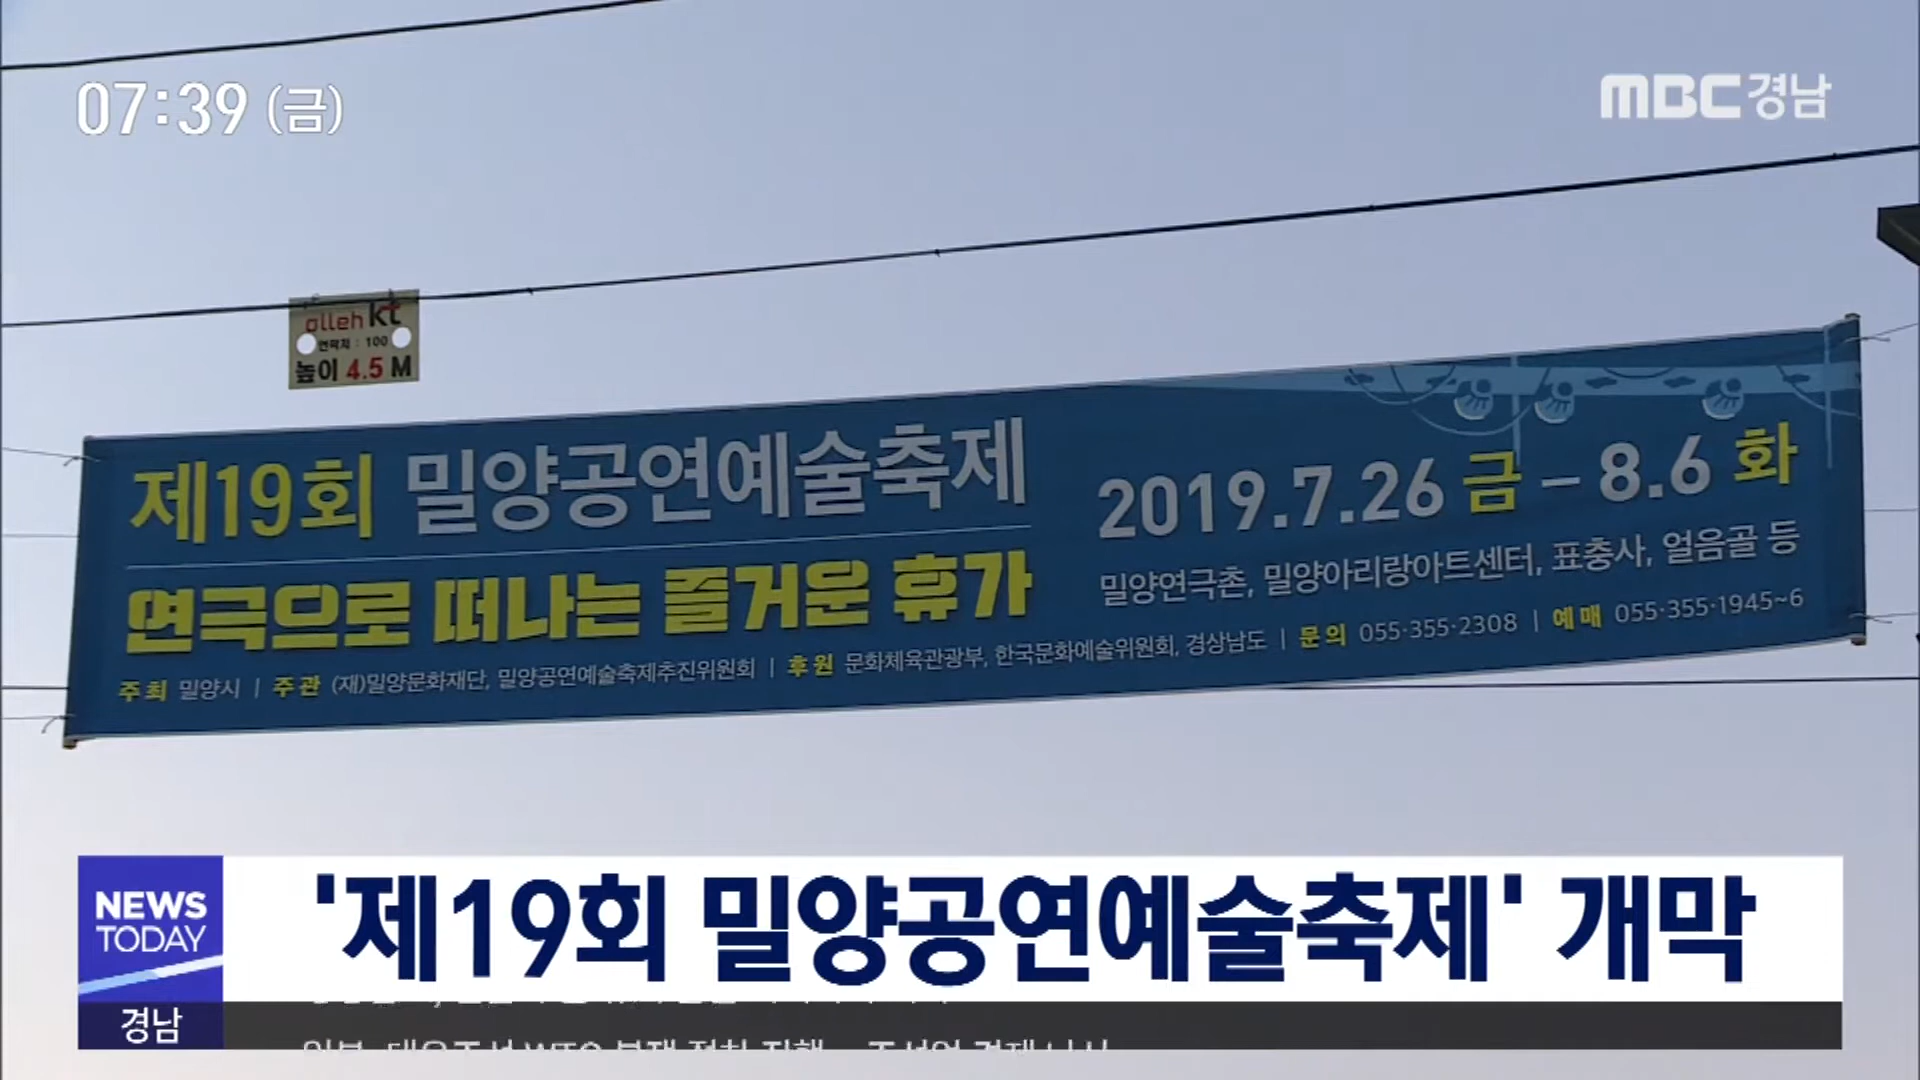 07:39 (금)
MBC경남
olleh kt
연락처 : 100
높이 4.5 M
제19회 밀양공연예술축제
연극으로 떠나는 즐거운 휴가
2019.7.26 금 – 8.6 화
밀양연극촌, 밀양아리랑아트센터, 표충사, 얼음골 등
주최 밀양시 | 주관 (재)밀양문화재단, 밀양공연예술축제추진위원회 | 후원 문화체육관광부, 한국문화예술위원회, 경상남도 | 문의 055·355·2308 | 예매 055·355·1945~6
NEWS
TODAY
경남
'제19회 밀양공연예술축제' 개막